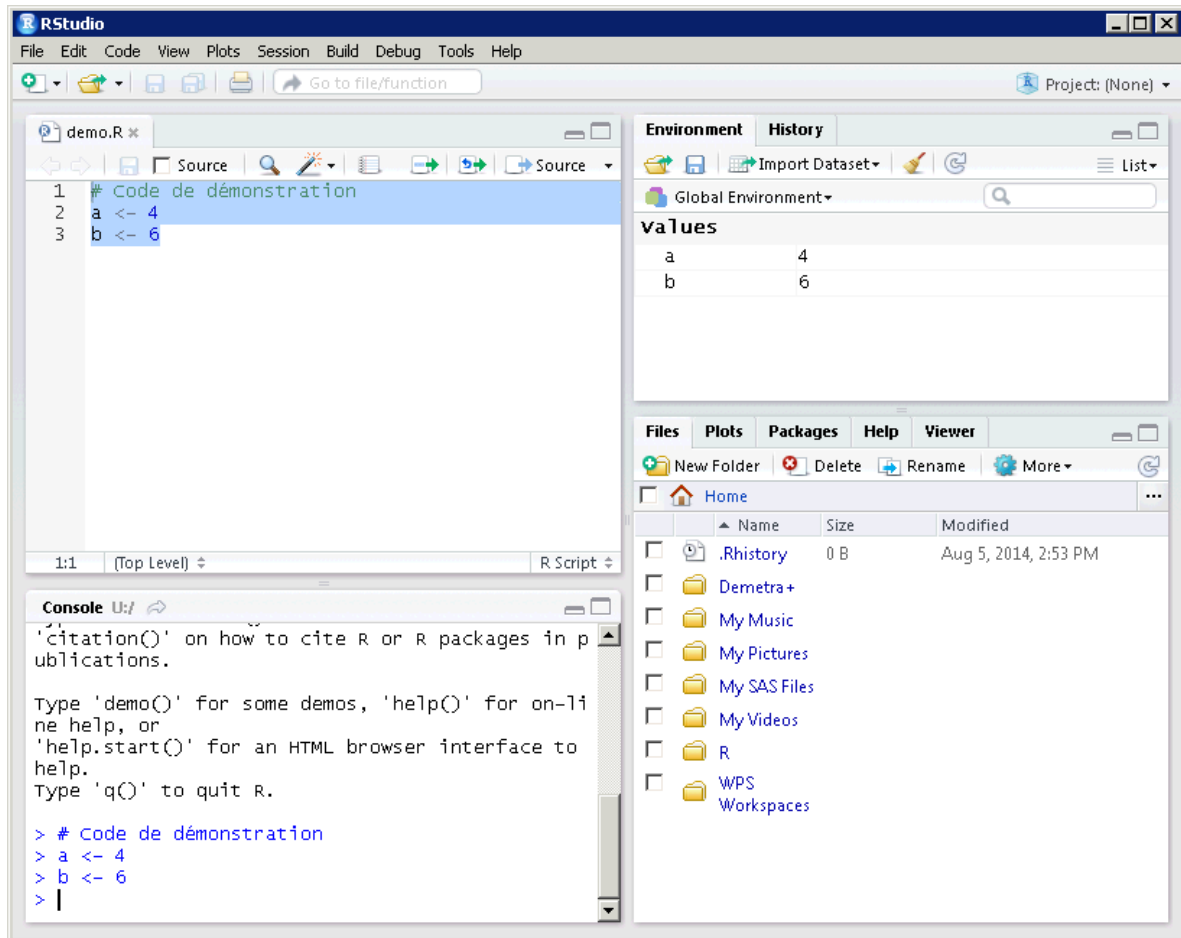 RStudio
File Edit Code View Plots Session Build Debug Tools Help
Go to file/function
Project: (None)
demo.R
Source
Source
1 # Code de démonstration
2 a <- 4
3 b <- 6
1:1 (Top Level) R Script
Environment History
Import Dataset
List
Global Environment
Values
a 4
b 6
Files Plots Packages Help Viewer
New Folder Delete Rename More
Home
...
Name Size Modified
.Rhistory 0 B Aug 5, 2014, 2:53 PM
Demetra+
My Music
My Pictures
My SAS Files
My Videos
R
WPS
Workspaces
Console U:/
'citation()' on how to cite R or R packages in p
ublications.
Type 'demo()' for some demos, 'help()' for on-li
ne help, or
'help.start()' for an HTML browser interface to
help.
Type 'q()' to quit R.
> # Code de démonstration
> a <- 4
> b <- 6
>